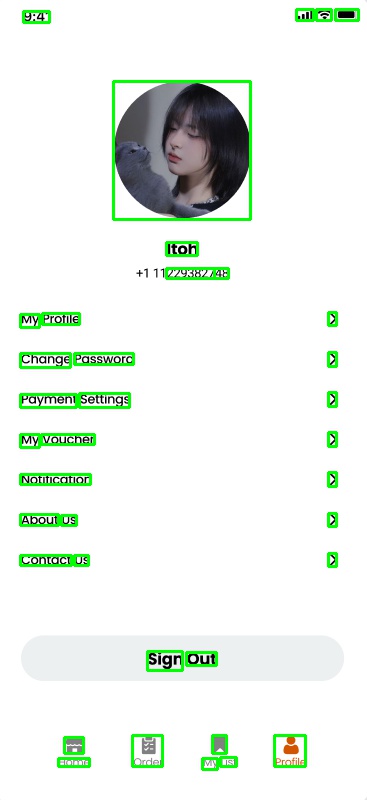 9:41
Itoh
+1 11229382748
My Profile
Change Password
Payment Settings
My Voucher
Notification
About Us
Contact Us
Sign Out
Home Order My List Profile